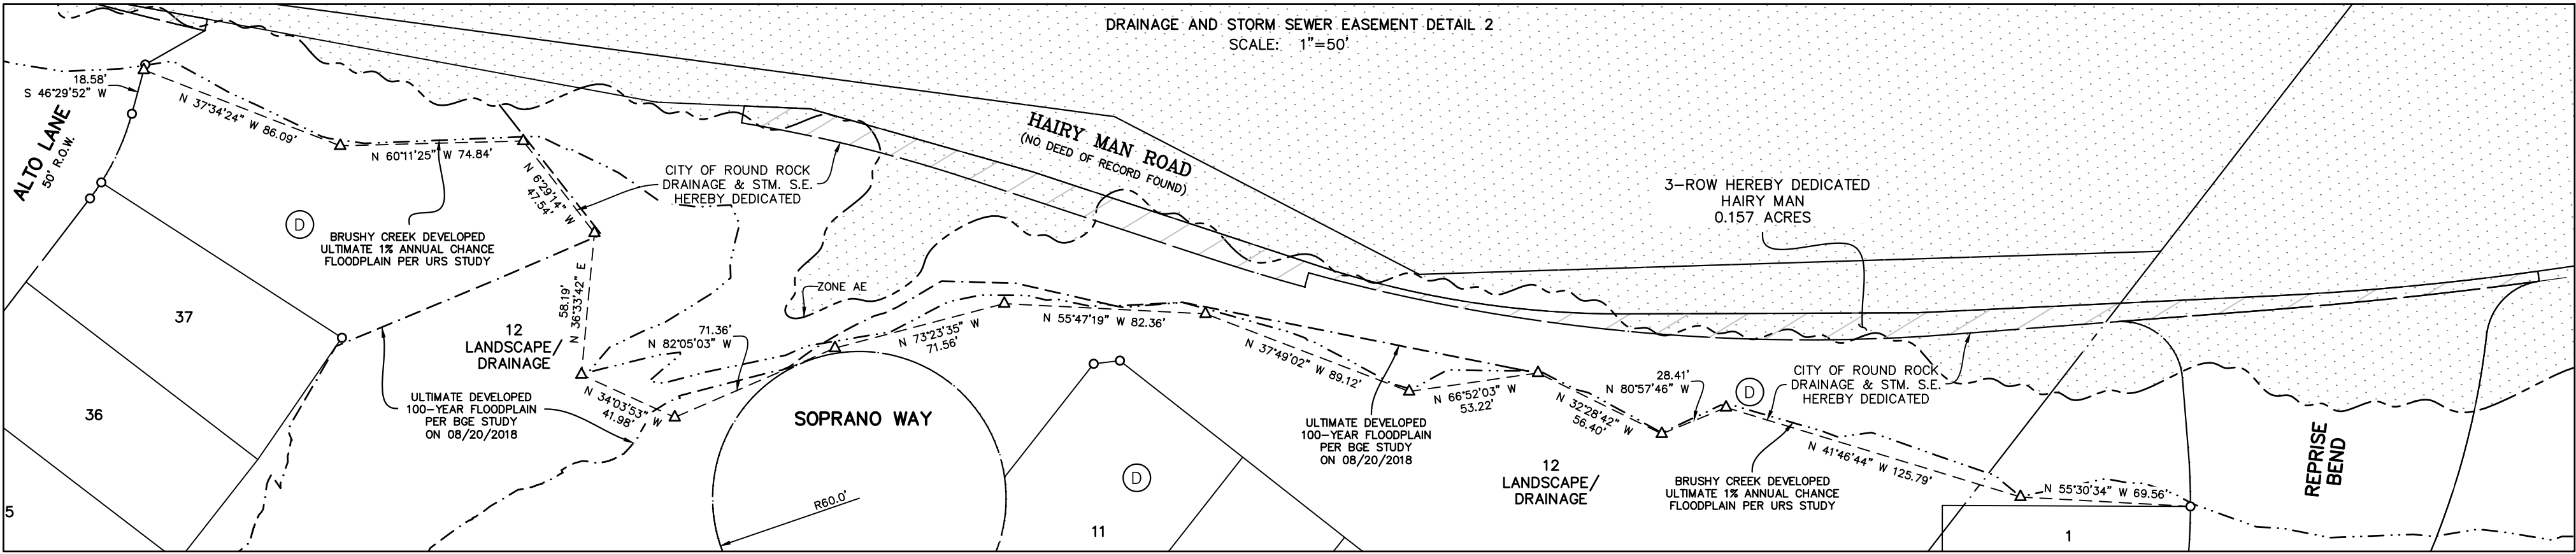 DRAINAGE AND STORM SEWER EASEMENT DETAIL 2
SCALE: 1"=50'
18.58'
S 46°29'52" W
ALTO LANE
50' R.O.W.
N 37°34'24" W 86.09'
N 60°11'25" W 74.84'
N 6°29'14" W
47.54'
CITY OF ROUND ROCK
DRAINAGE & STM. S.E.
HEREBY DEDICATED
HAIRY MAN ROAD
(NO DEED OF RECORD FOUND)
3-ROW HEREBY DEDICATED
HAIRY MAN
0.157 ACRES
D
BRUSHY CREEK DEVELOPED
ULTIMATE 1% ANNUAL CHANCE
FLOODPLAIN PER URS STUDY
58.19'
N 36°33'42" E
ZONE AE
37
12
LANDSCAPE/
DRAINAGE
71.36'
N 82°05'03" W
N 73°23'35" W
71.56'
N 55°47'19" W 82.36'
N 37°49'02" W 89.12'
N 66°52'03" W
53.22'
N 32°28'42" W
56.40'
28.41'
N 80°57'46" W
D
CITY OF ROUND ROCK
DRAINAGE & STM. S.E.
HEREBY DEDICATED
36
ULTIMATE DEVELOPED
100-YEAR FLOODPLAIN
PER BGE STUDY
ON 08/20/2018
N 34°03'53" W
41.98'
SOPRANO WAY
R60.0'
D
11
ULTIMATE DEVELOPED
100-YEAR FLOODPLAIN
PER BGE STUDY
ON 08/20/2018
12
LANDSCAPE/
DRAINAGE
BRUSHY CREEK DEVELOPED
ULTIMATE 1% ANNUAL CHANCE
FLOODPLAIN PER URS STUDY
N 41°46'44" W 125.79'
N 55°30'34" W 69.56'
REPRISE
BEND
5
1